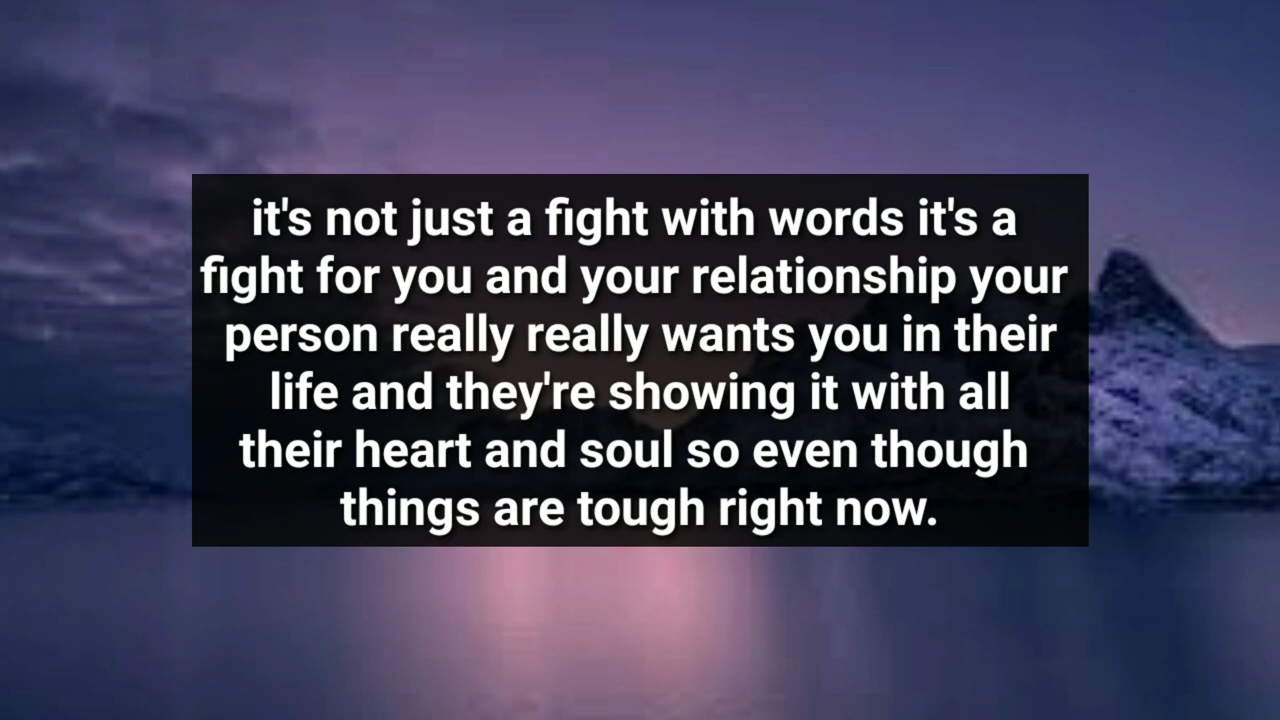 it's not just a fight with words it's a
fight for you and your relationship your
person really really wants you in their
life and they're showing it with all
their heart and soul so even though
things are tough right now.